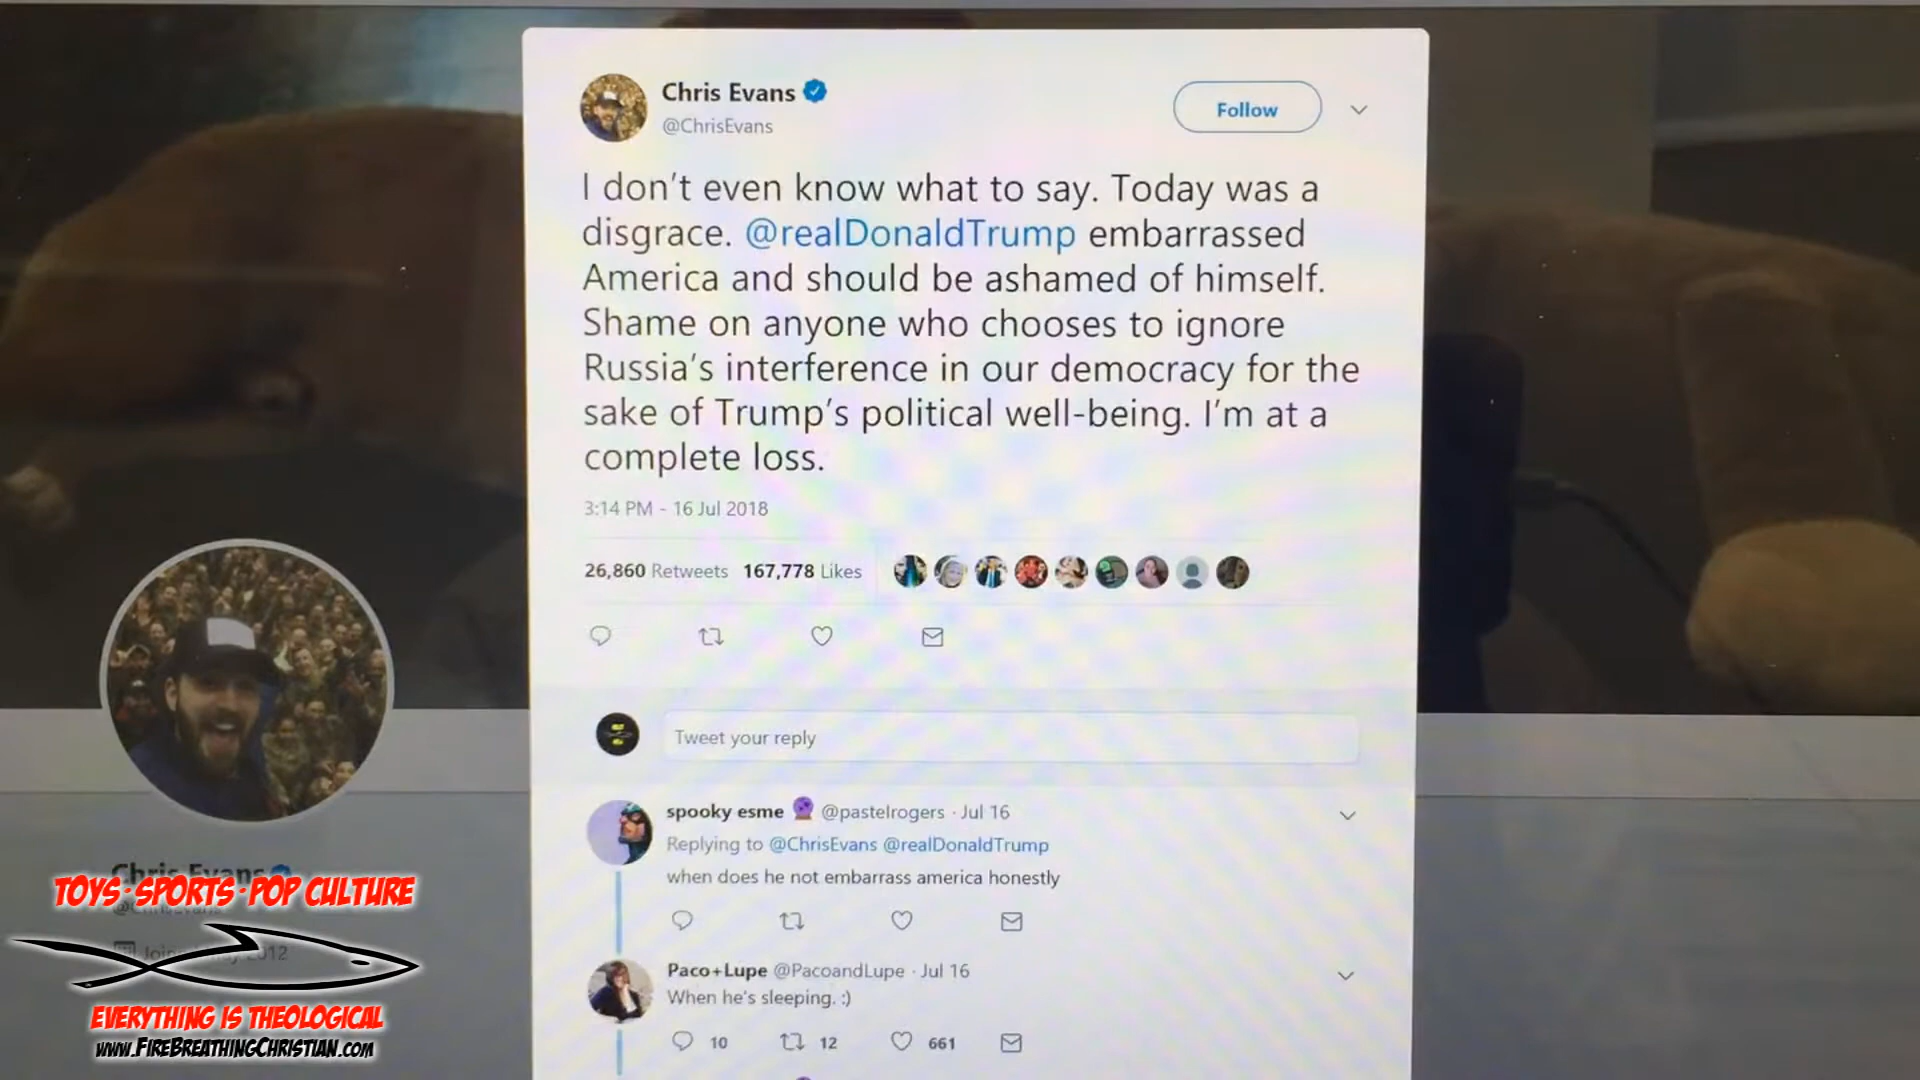 Chris Evans
@ChrisEvans
Follow
I don't even know what to say. Today was a
disgrace. @realDonaldTrump embarrassed
America and should be ashamed of himself.
Shame on anyone who chooses to ignore
Russia's interference in our democracy for the
sake of Trump's political well-being. I'm at a
complete loss.
3:14 PM - 16 Jul 2018
26,860 Retweets 167,778 Likes
Tweet your reply
spooky esme @pastelrogers · Jul 16
Replying to @ChrisEvans @realDonaldTrump
when does he not embarrass america honestly
Paco+Lupe @PacoandLupe · Jul 16
When he's sleeping. :)
10 12 661
Chris Evans
TOYS·SPORTS·POP CULTURE
@ChrisEvans
2012
EVERYTHING IS THEOLOGICAL
www.FireBreathingChristian.com